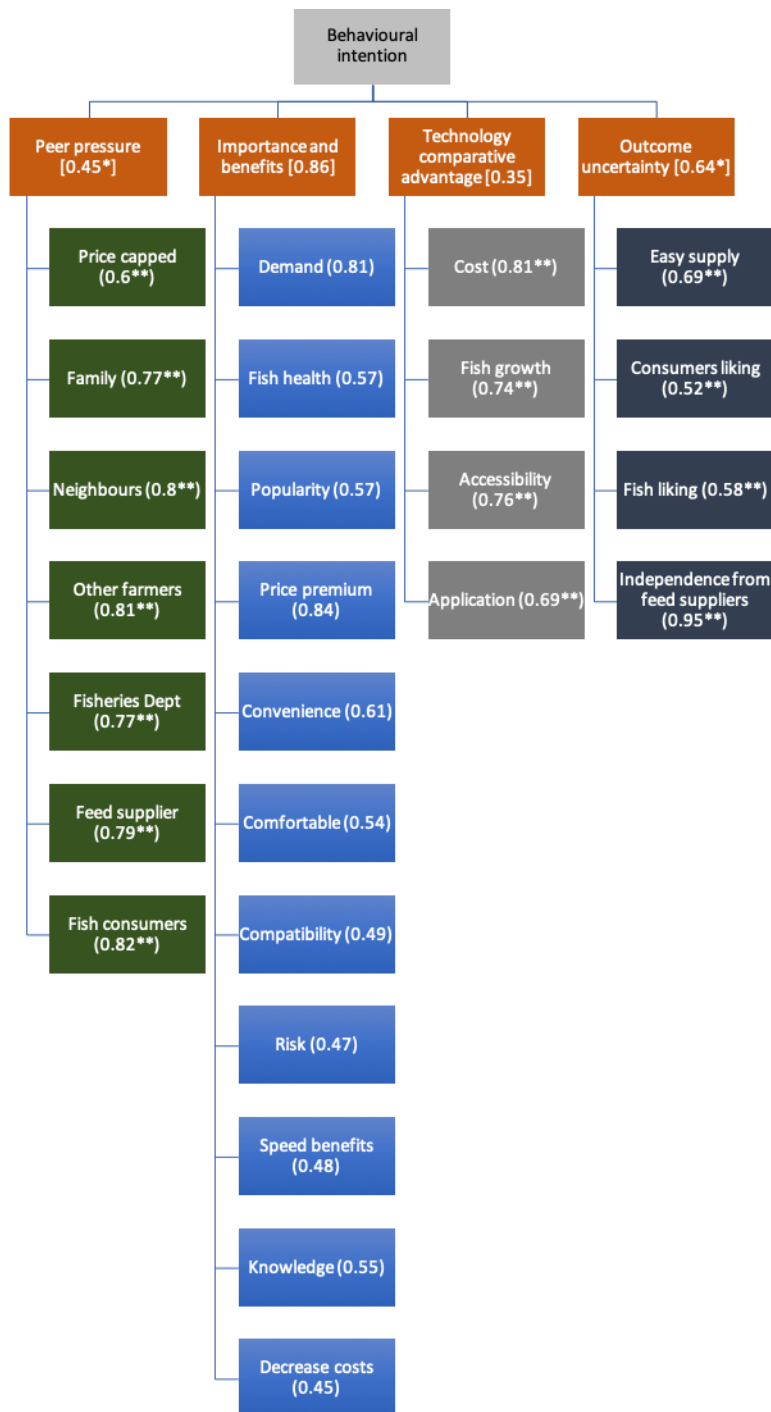 Behavioural
intention
Peer pressure
[0.45*]
Importance and
benefits [0.86]
Technology
comparative
advantage [0.35]
Outcome
uncertainty [0.64*]
Price capped
(0.6**)
Family (0.77**)
Neighbours (0.8**)
Other farmers
(0.81**)
Fisheries Dept
(0.77**)
Feed supplier
(0.79**)
Fish consumers
(0.82**)
Demand (0.81)
Fish health (0.57)
Popularity (0.57)
Price premium
(0.84)
Convenience (0.61)
Comfortable (0.54)
Compatibility (0.49)
Risk (0.47)
Speed benefits
(0.48)
Knowledge (0.55)
Decrease costs
(0.45)
Cost (0.81**)
Fish growth
(0.74**)
Accessibility
(0.76**)
Application (0.69**)
Easy supply
(0.69**)
Consumers liking
(0.52**)
Fish liking (0.58**)
Independence from
feed suppliers
(0.95**)